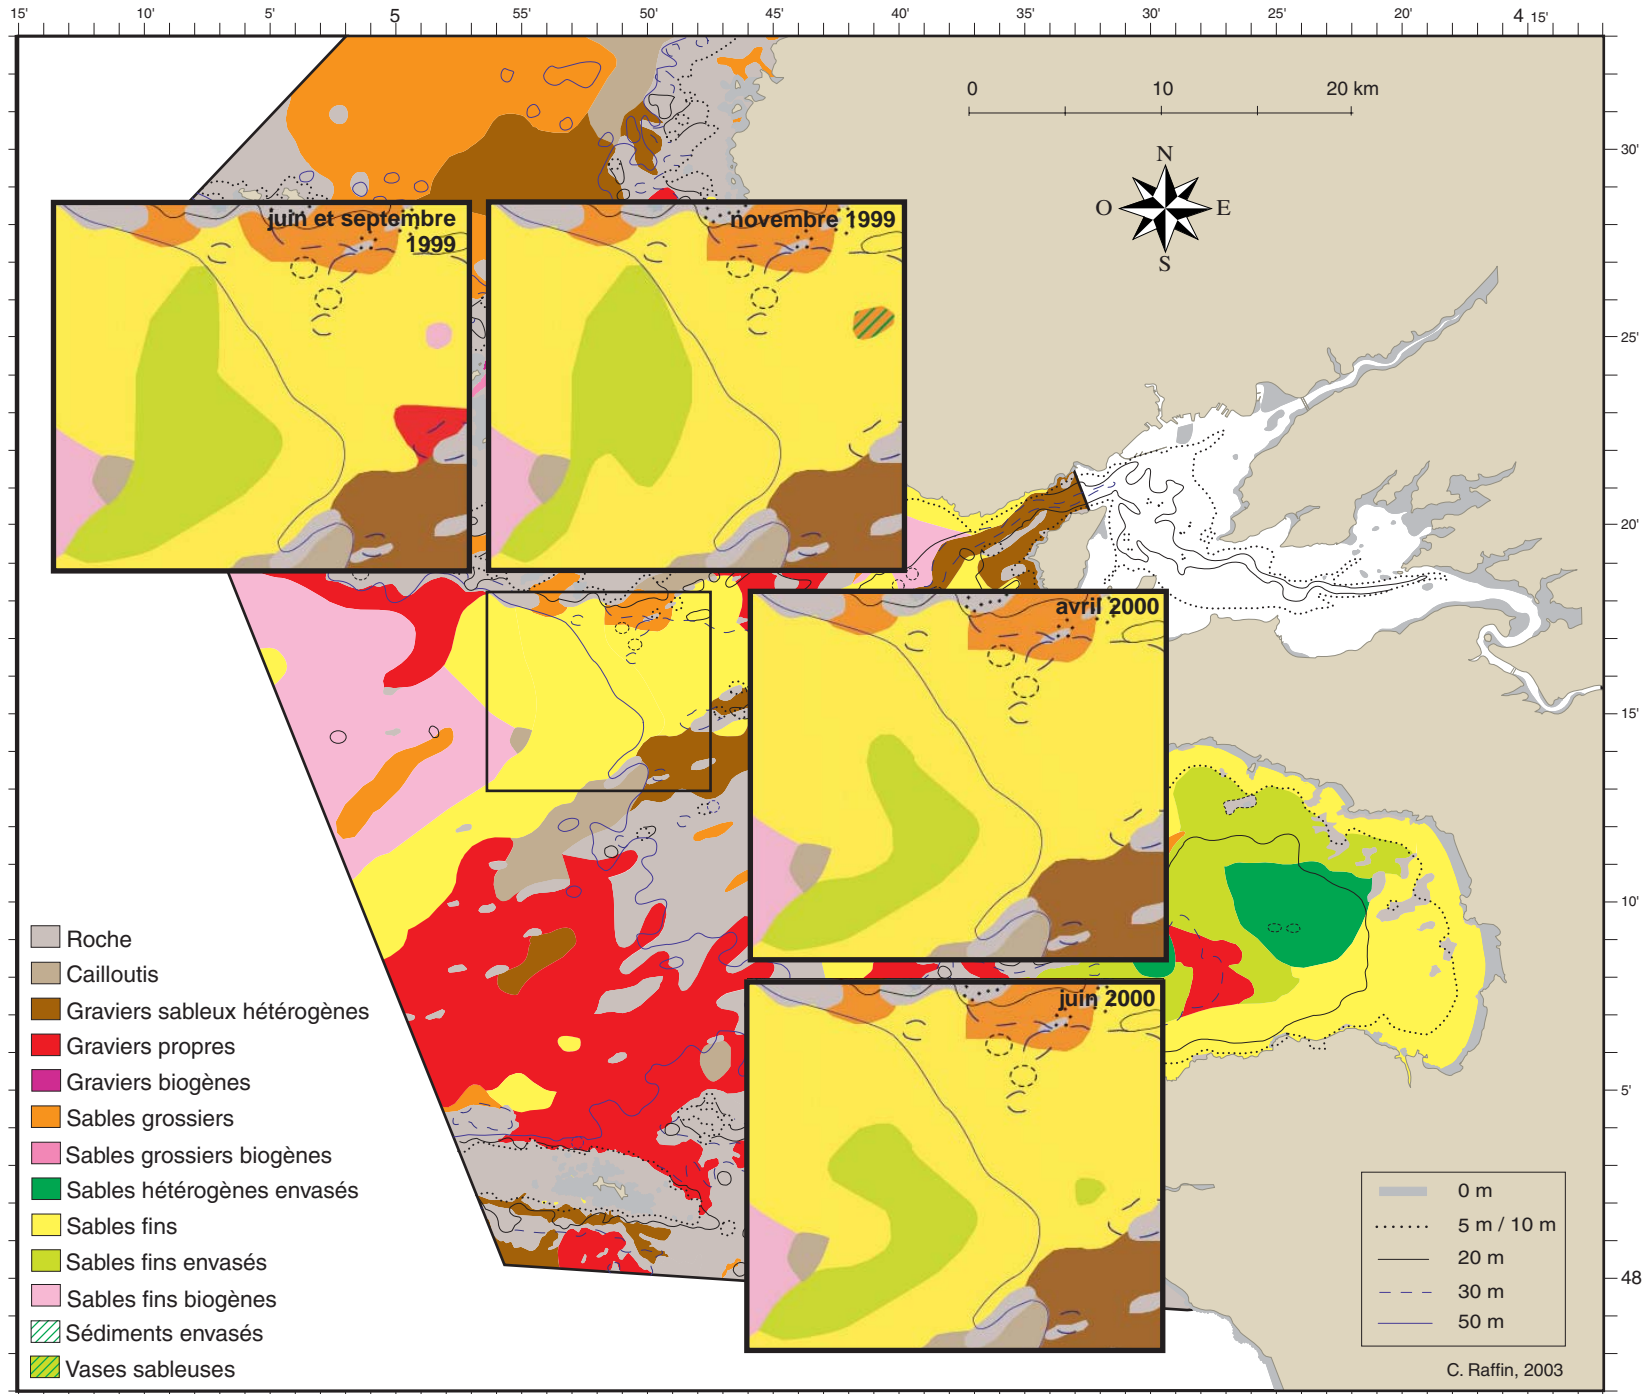 15' 10' 5' 5 55' 50' 45' 40' 35' 30' 25' 20' 4 15'
0 10 20 km
N
O E
S
30'
25'
20'
15'
10'
5'
48
juin et septembre
1999
novembre 1999
avril 2000
juin 2000
Roche
Cailloutis
Graviers sableux hétérogènes
Graviers propres
Graviers biogènes
Sables grossiers
Sables grossiers biogènes
Sables hétérogènes envasés
Sables fins
Sables fins envasés
Sables fins biogènes
Sédiments envasés
Vases sableuses
0 m
5 m / 10 m
20 m
30 m
50 m
C. Raffin, 2003